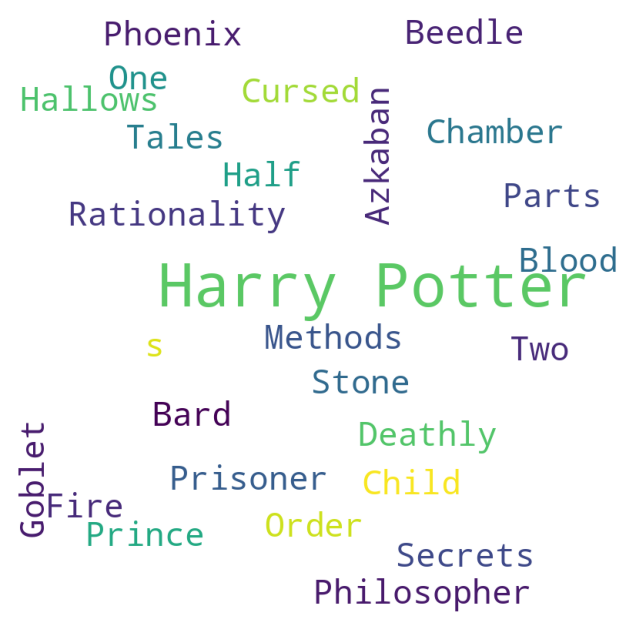 Phoenix
Beedle
One
Hallows
Cursed
Azkaban
Tales
Chamber
Half
Parts
Rationality
Blood
Harry Potter
s
Methods
Two
Stone
Bard
Deathly
Goblet
Prisoner
Child
Fire
Prince
Order
Secrets
Philosopher